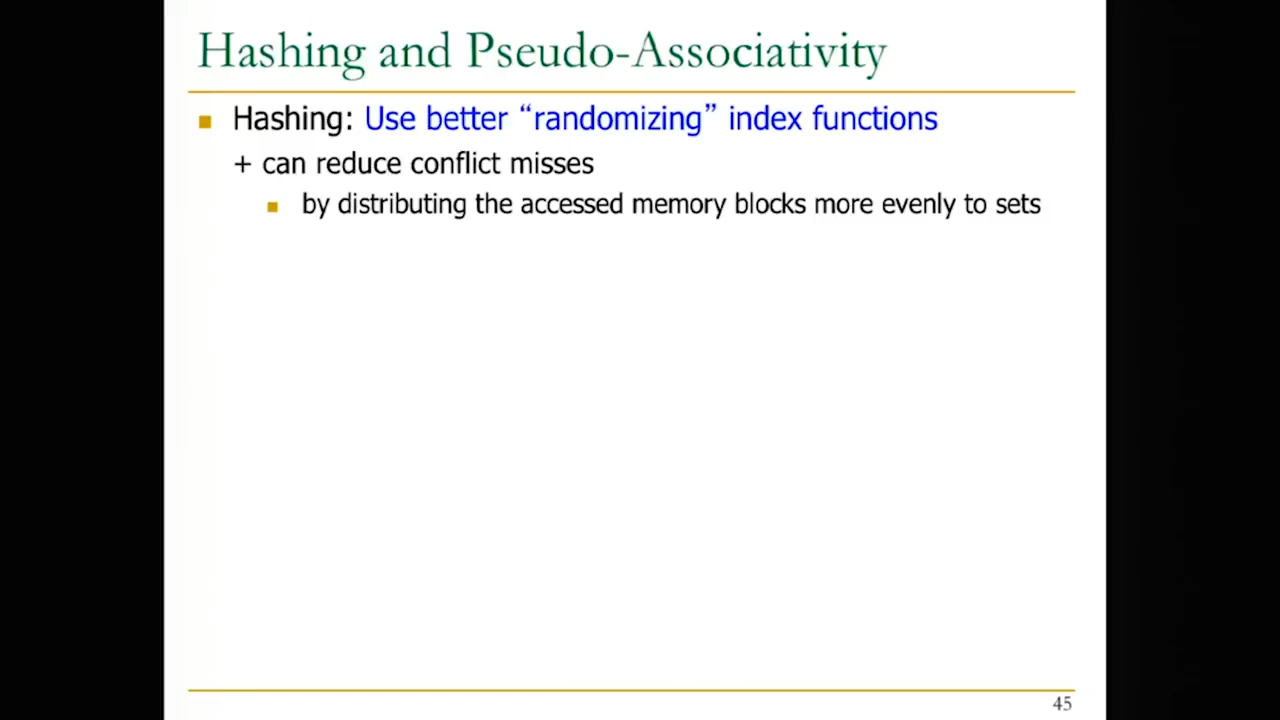 Hashing and Pseudo-Associativity
■ Hashing: Use better “randomizing” index functions
+ can reduce conflict misses
■ by distributing the accessed memory blocks more evenly to sets
45